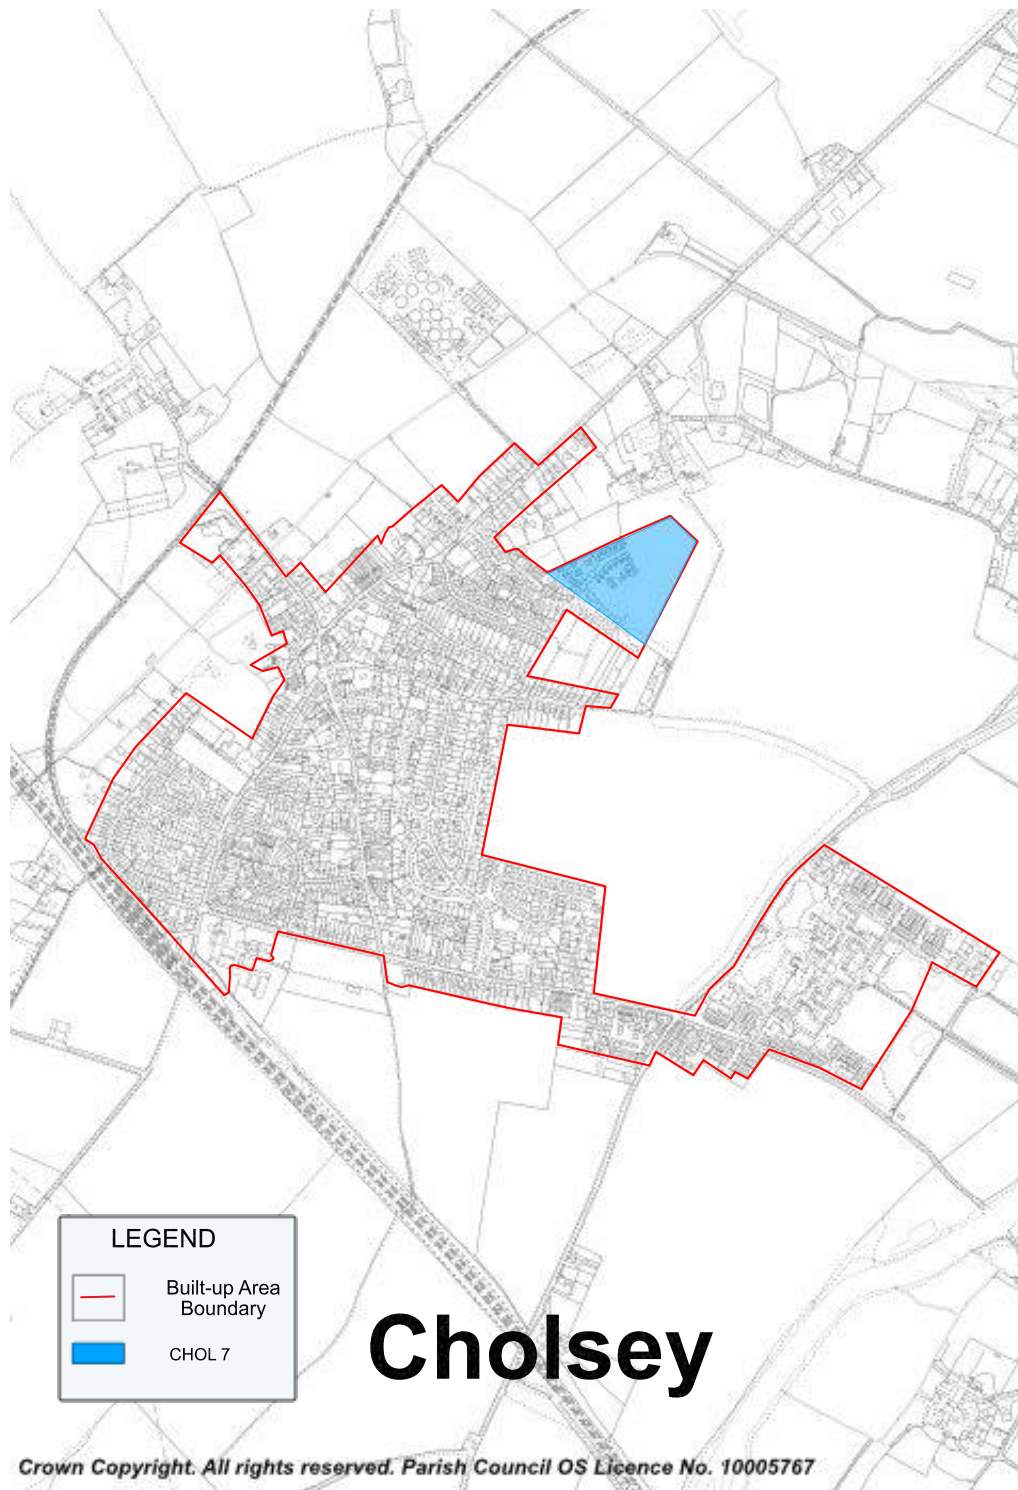 LEGEND
Built-up Area
Boundary
CHOL 7
Cholsey
Crown Copyright. All rights reserved. Parish Council OS Licence No. 10005767